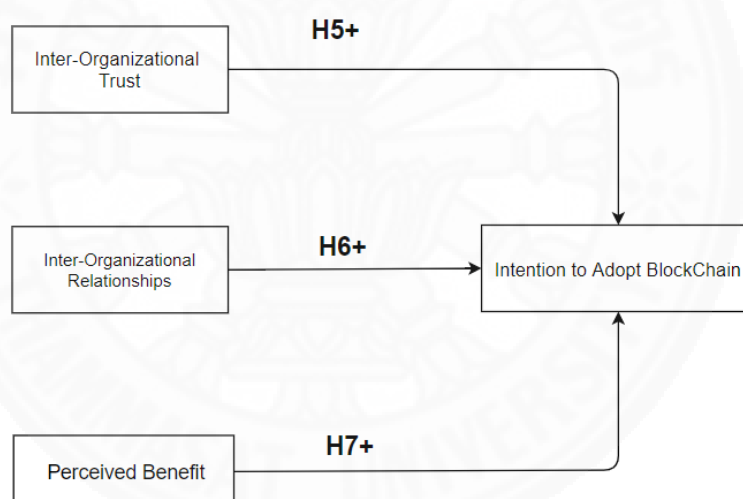 H5+
Inter-Organizational
Trust
H6+
Inter-Organizational
Relationships
Intention to Adopt BlockChain
H7+
Perceived Benefit